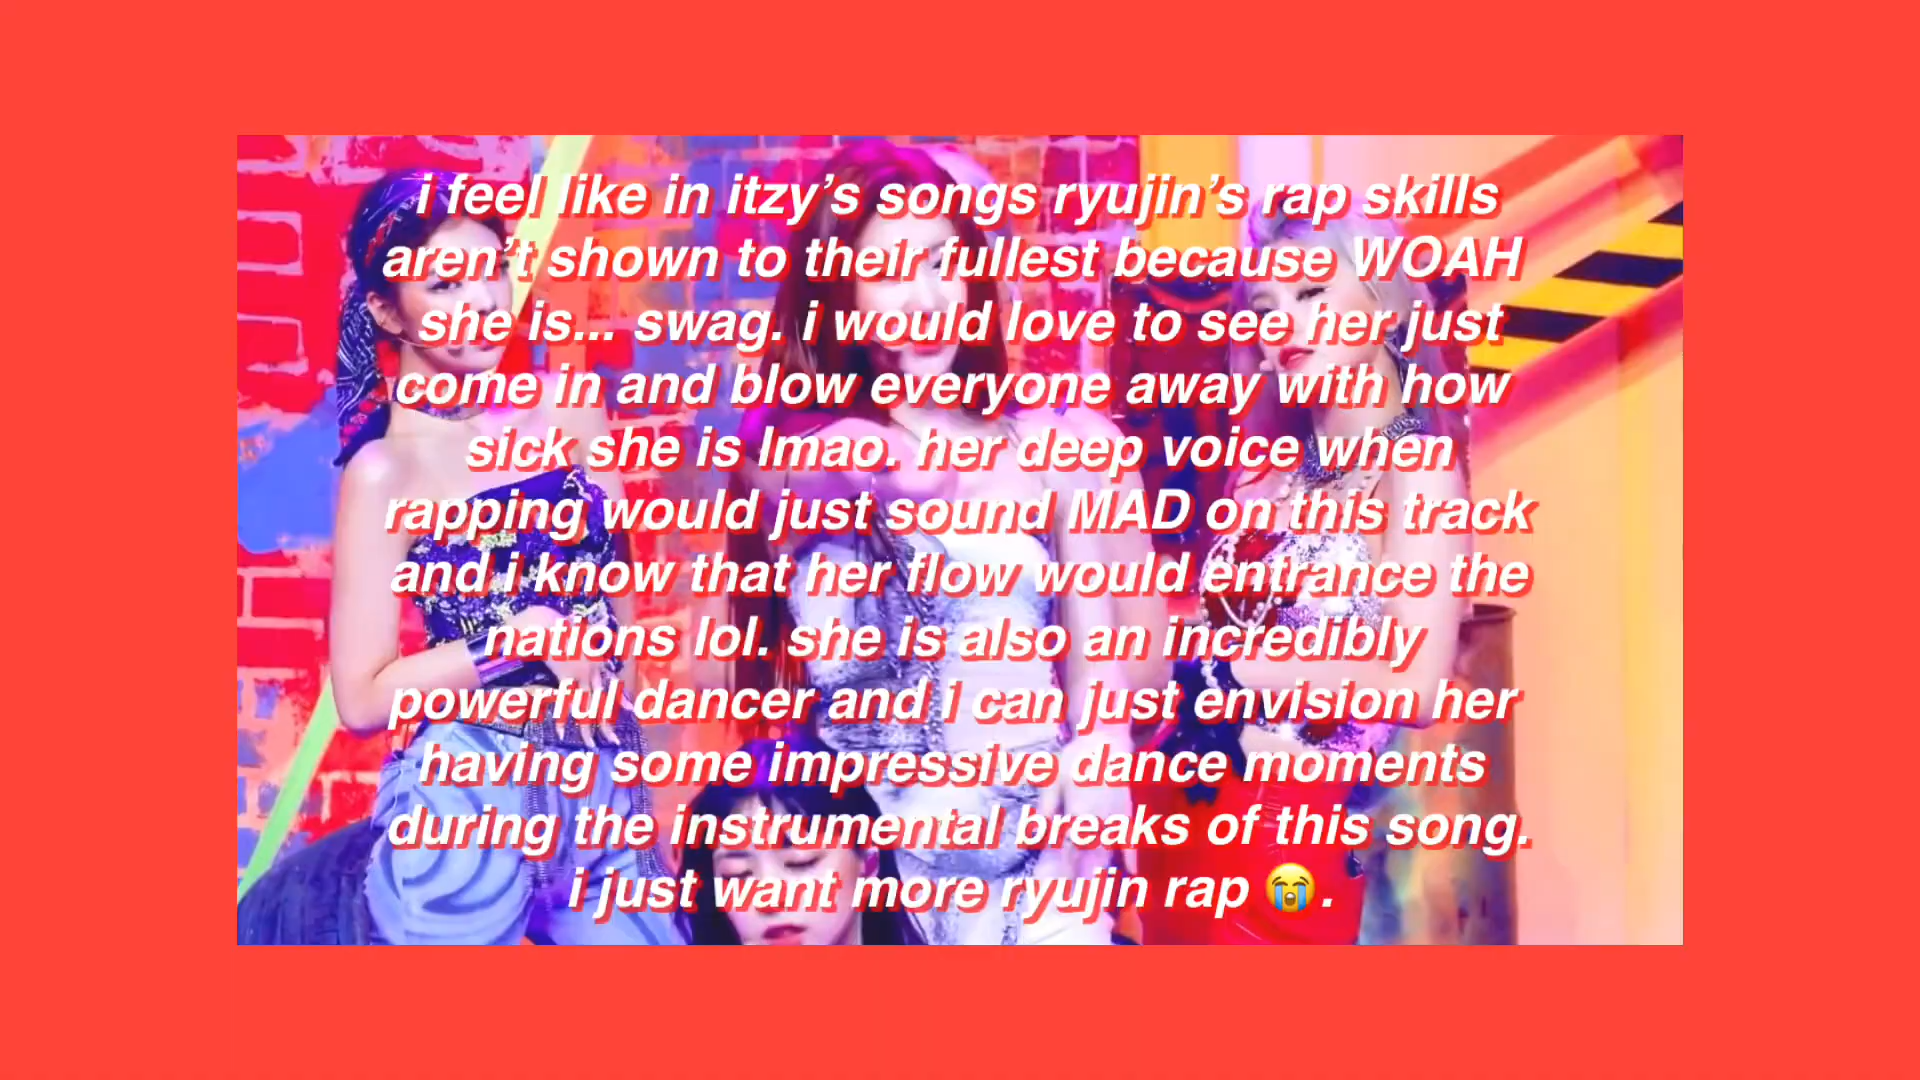 i feel like in itzy’s songs ryujin’s rap skills
aren’t shown to their fullest because WOAH
she is... swag. i would love to see her just
come in and blow everyone away with how
sick she is lmao. her deep voice when
rapping would just sound MAD on this track
and i know that her flow would entrance the
nations lol. she is also an incredibly
powerful dancer and i can just envision her
having some impressive dance moments
during the instrumental breaks of this song.
i just want more ryujin rap 😭.